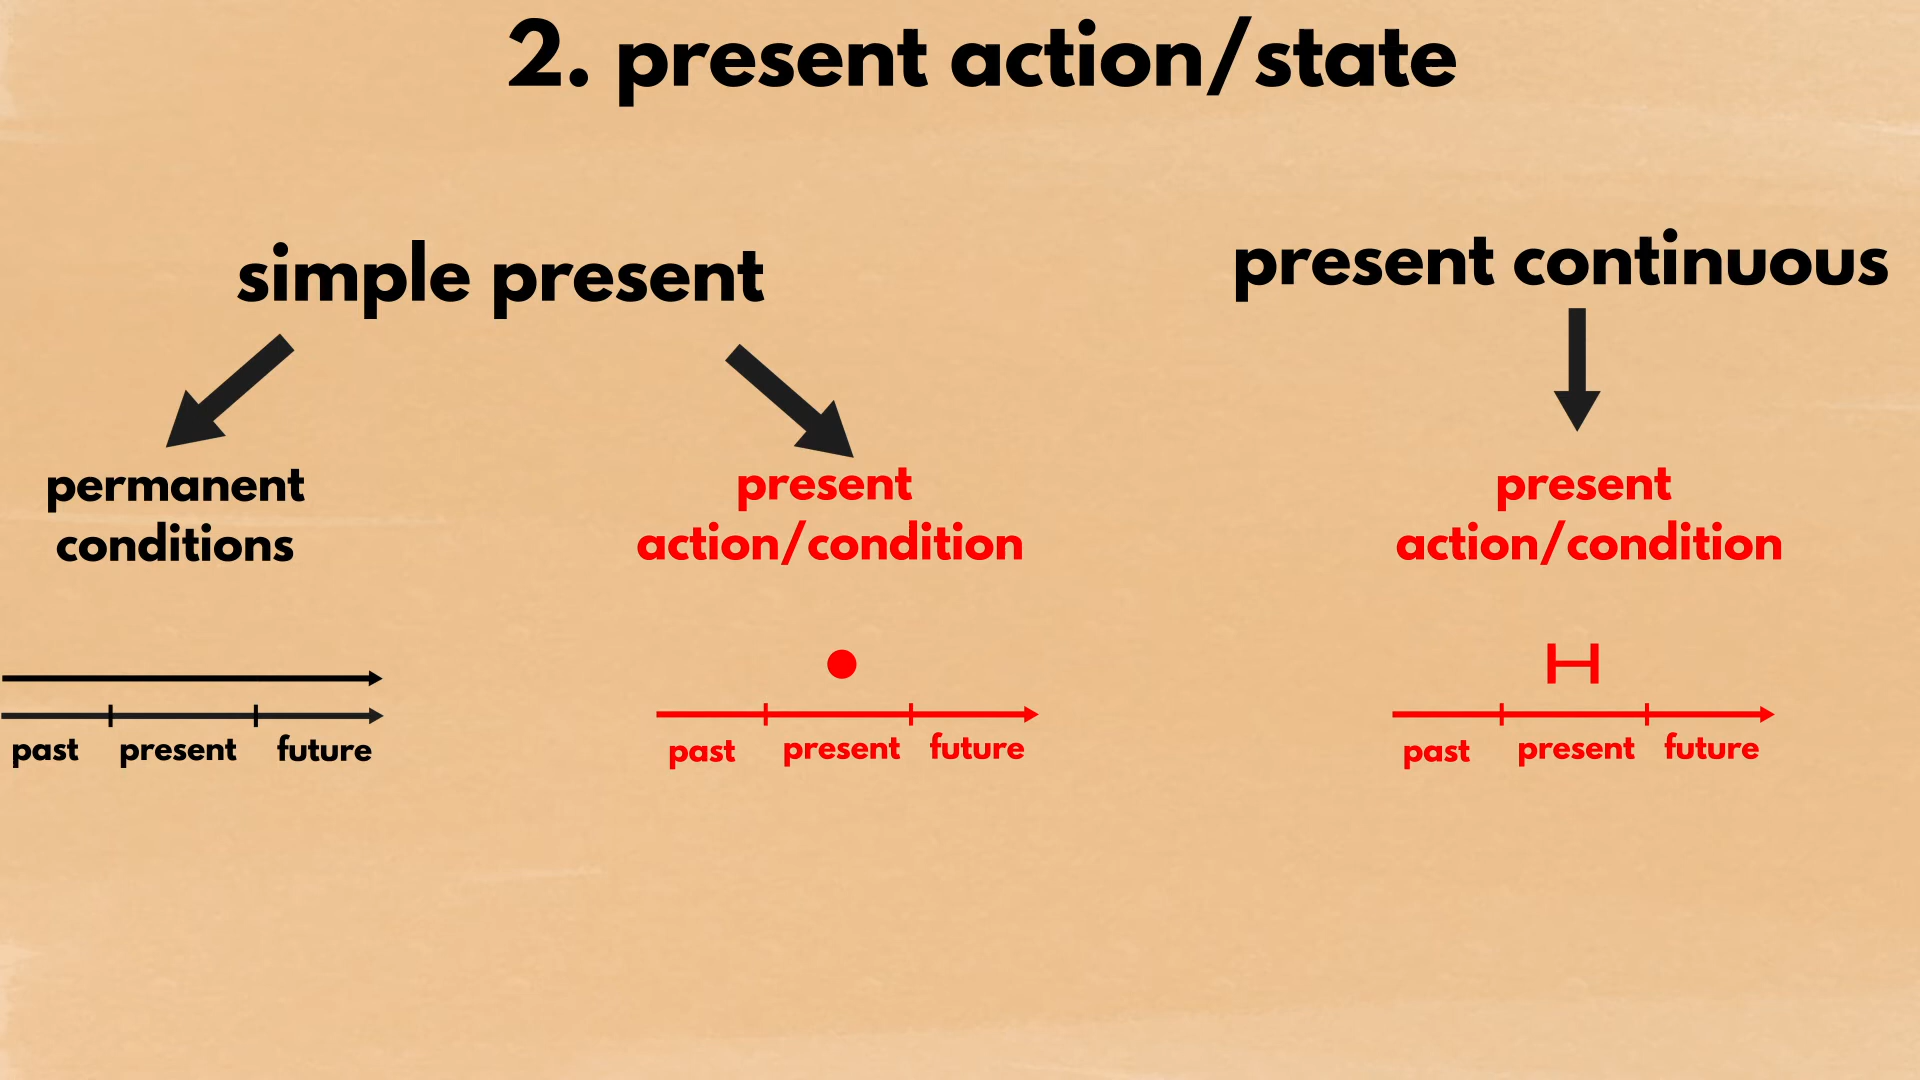 2. present action/state
simple present
present continuous
permanent
conditions
present
action/condition
present
action/condition
past present future
past present future
past present future